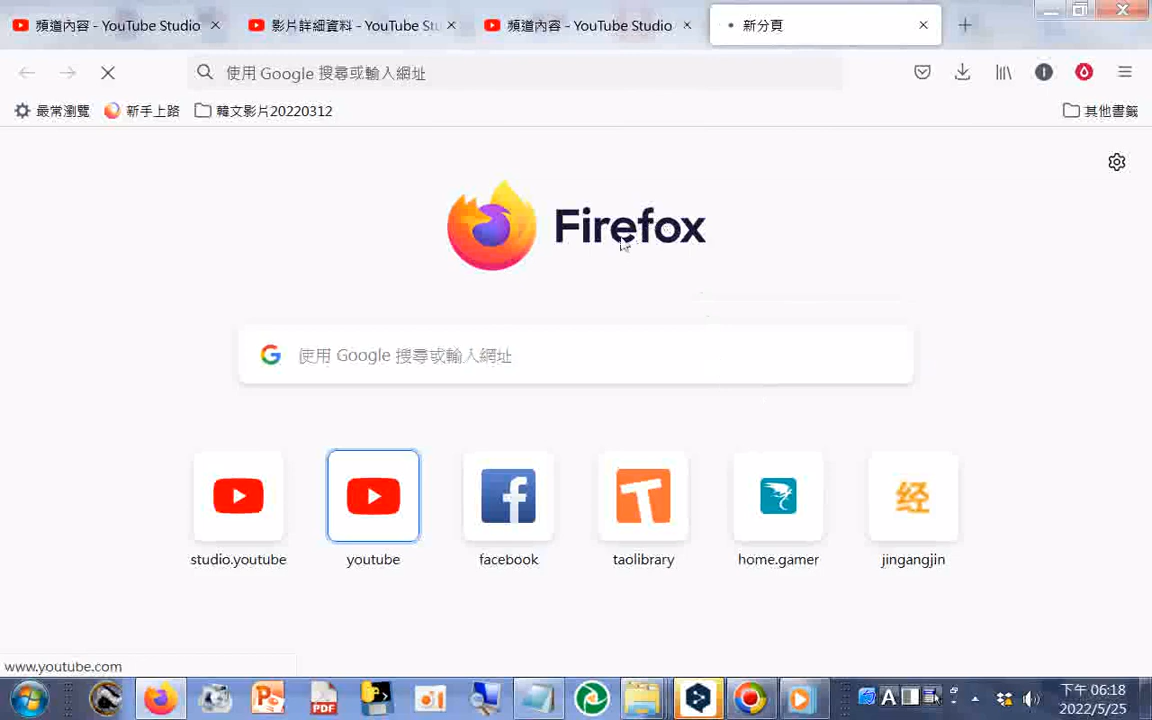 頻道內容 - YouTube Studio
影片詳細資料 - YouTube Stu
頻道內容 - YouTube Studio
新分頁
使用 Google 搜尋或輸入網址
最常瀏覽
新手上路
韓文影片20220312
其他書籤
Firefox
使用 Google 搜尋或輸入網址
经
studio.youtube
youtube
facebook
taolibrary
home.gamer
jingangjin
www.youtube.com
PDF
A
下午 06:18
2022/5/25